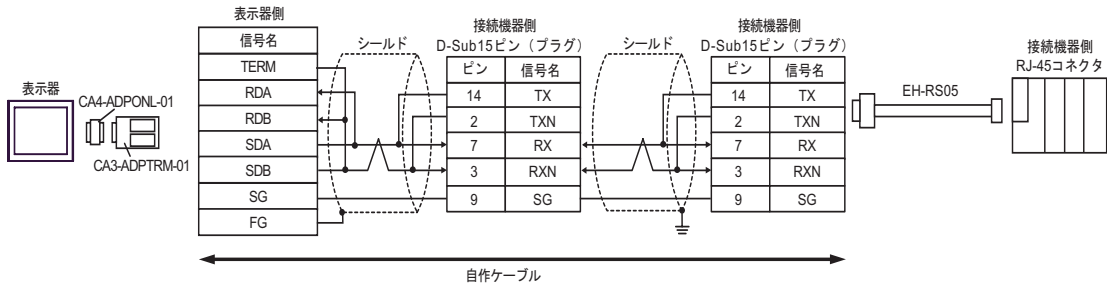 表示器
CA4-ADPONL-01
CA3-ADPTRM-01
表示器側
信号名
TERM
RDA
RDB
SDA
SDB
SG
FG
シールド
接続機器側
D-Sub15ピン（プラグ）
ピン 信号名
14 TX
2 TXN
7 RX
3 RXN
9 SG
シールド
接続機器側
D-Sub15ピン（プラグ）
ピン 信号名
14 TX
2 TXN
7 RX
3 RXN
9 SG
EH-RS05
接続機器側
RJ-45コネクタ
自作ケーブル